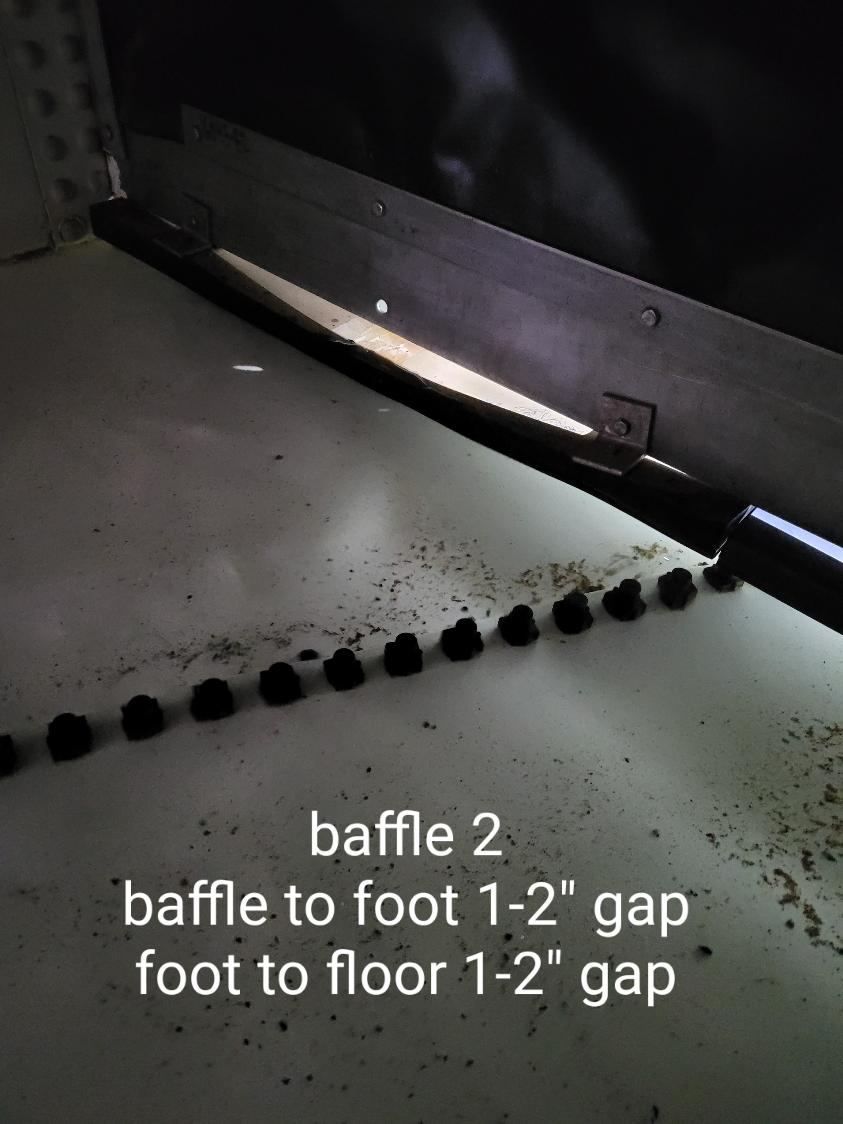 baffle 2
baffle to foot 1-2" gap
foot to floor 1-2" gap